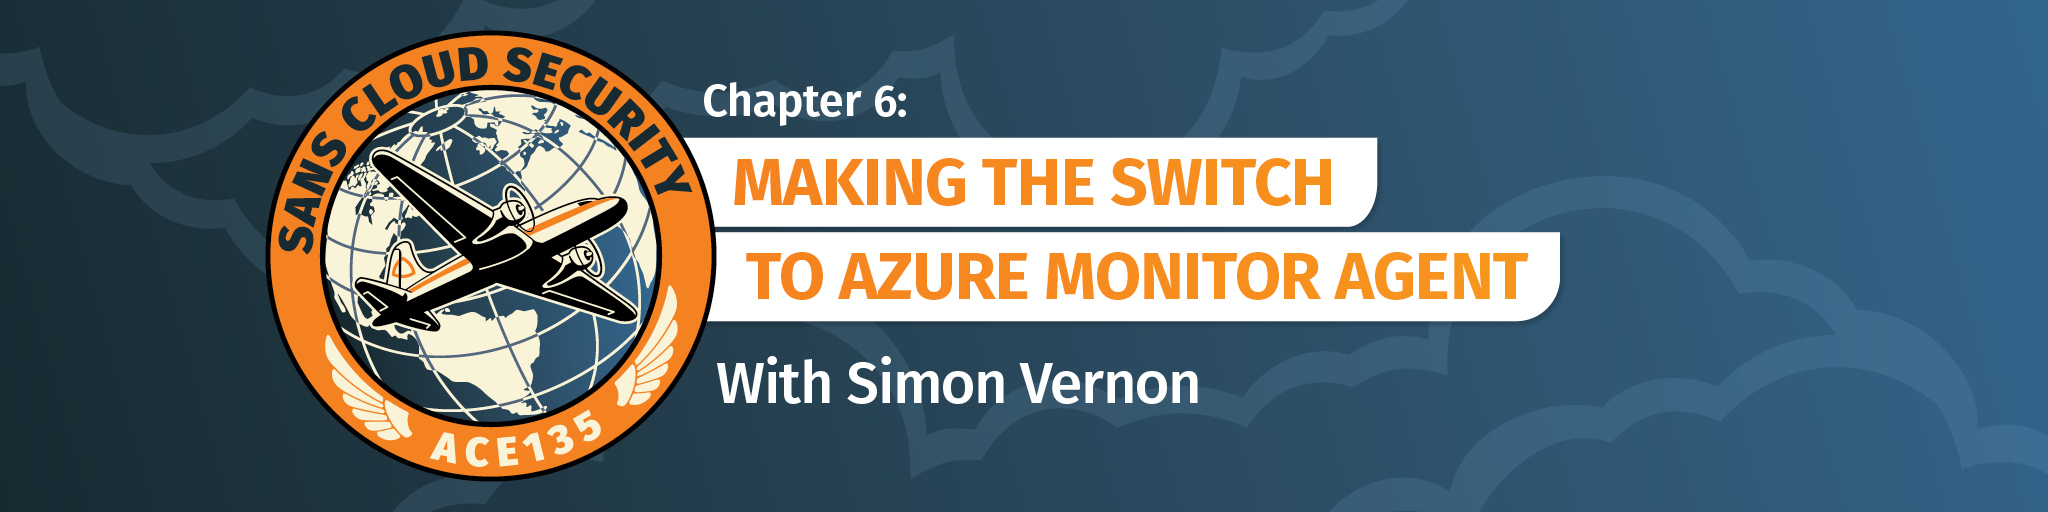 SANS CLOUD SECURITY
ACE135
Chapter 6:
MAKING THE SWITCH
TO AZURE MONITOR AGENT
With Simon Vernon